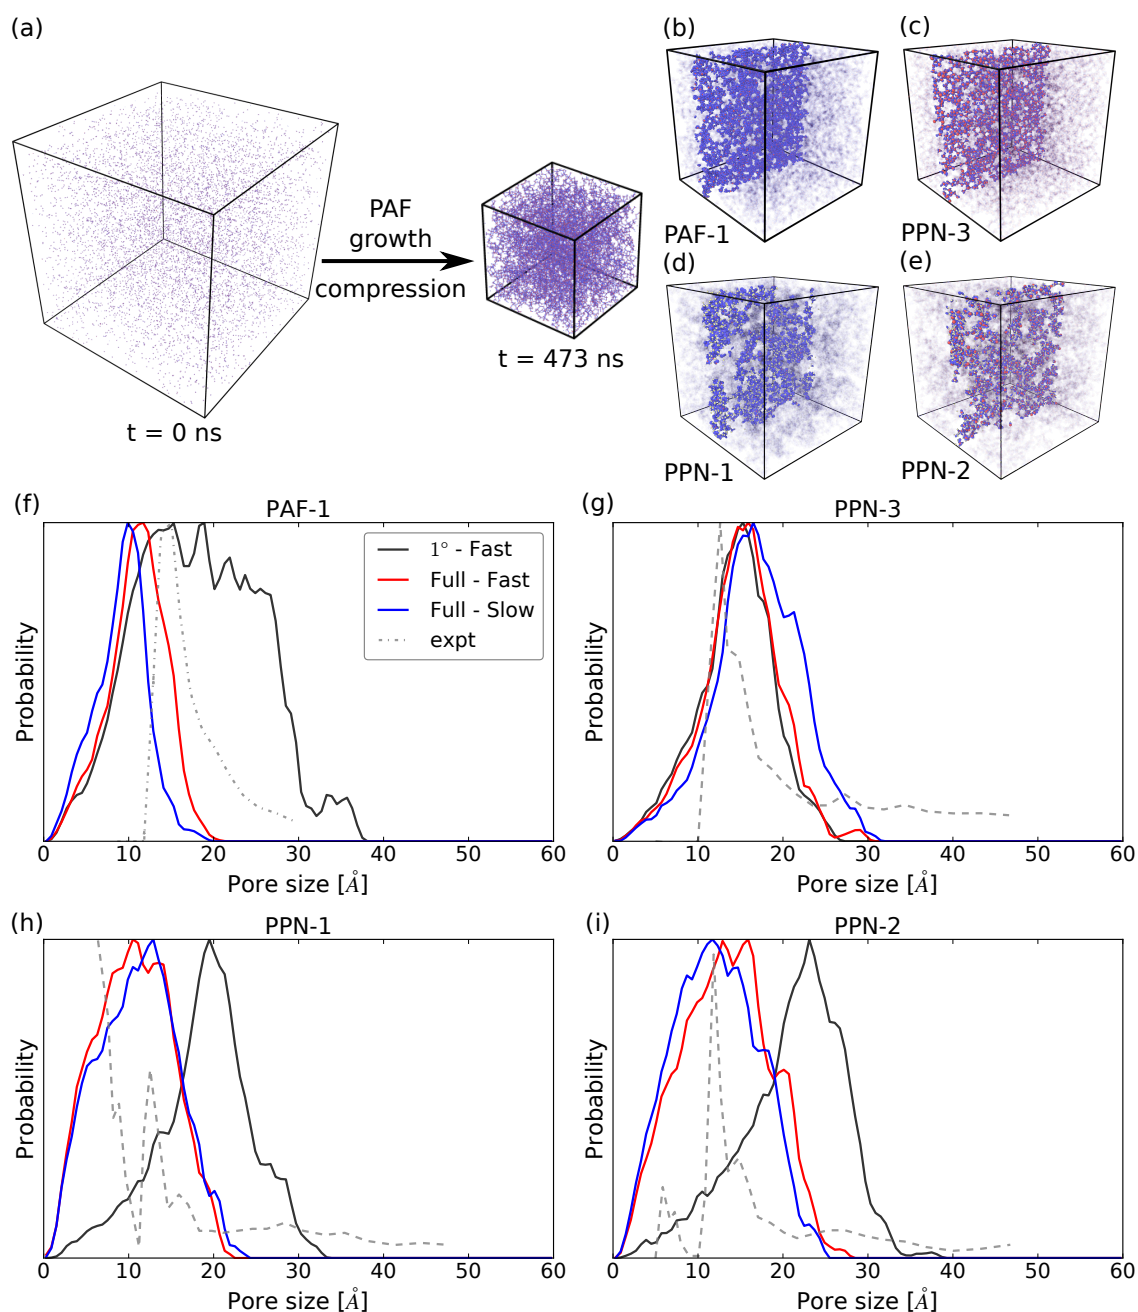 (a)
PAF
growth
compression
t = 0 ns
t = 473 ns
(b)
PAF-1
(c)
PPN-3
(d)
PPN-1
(e)
PPN-2
(f)
PAF-1
1° - Fast
Full - Fast
Full - Slow
expt
Probability
0 10 20 30 40 50 60
Pore size [Å]
(g)
PPN-3
Probability
0 10 20 30 40 50 60
Pore size [Å]
(h)
PPN-1
Probability
0 10 20 30 40 50 60
Pore size [Å]
(i)
PPN-2
Probability
0 10 20 30 40 50 60
Pore size [Å]